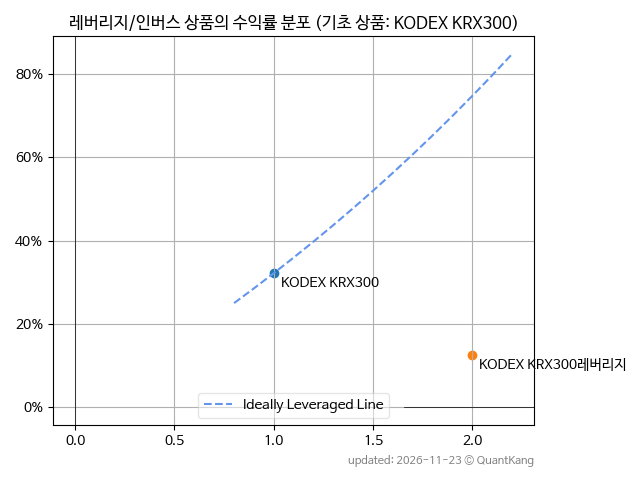 레버리지/인버스 상품의 수익률 분포 (기초 상품: KODEX KRX300)
80%
60%
40%
20%
0%
KODEX KRX300
KODEX KRX300레버리지
Ideally Leveraged Line
0.0 0.5 1.0 1.5 2.0
updated: 2026-11-23 © QuantKang